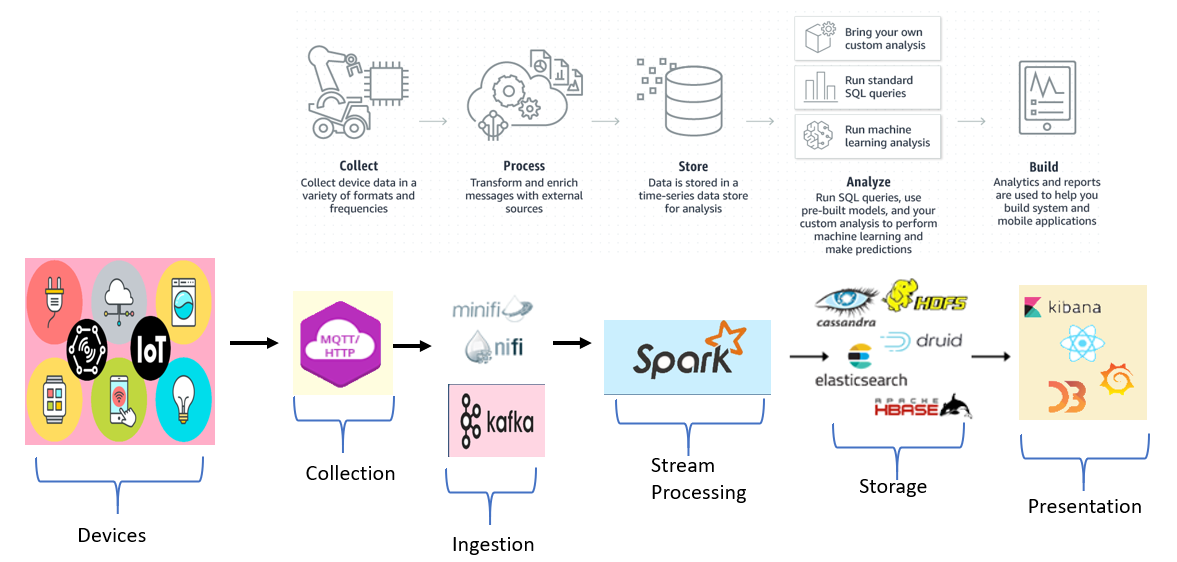 Bring your own
custom analysis
Run standard
SQL queries
Run machine
learning analysis
Collect
Collect device data in a
variety of formats and
frequencies
Process
Transform and enrich
messages with external
sources
Store
Data is stored in a
time-series data store
for analysis
Analyze
Run SQL queries, use
pre-built models, and your
custom analysis to perform
machine learning and
make predictions
Build
Analytics and reports
are used to help you
build system and
mobile applications
IoT
MQTT/
HTTP
minifi
nifi
kafka
Spark
cassandra
HDFS
druid
elasticsearch
APACHE
HBASE
kibana
D3
Devices
Collection
Ingestion
Stream
Processing
Storage
Presentation